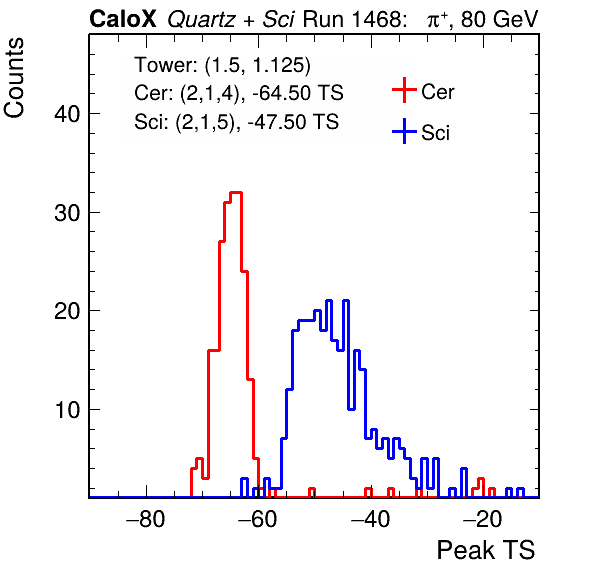 CaloX Quartz + Sci Run 1468: π⁺, 80 GeV
Counts
Tower: (1.5, 1.125)
Cer: (2,1,4), -64.50 TS
Sci: (2,1,5), -47.50 TS
Cer
Sci
40
30
20
10
−80 −60 −40 −20
Peak TS